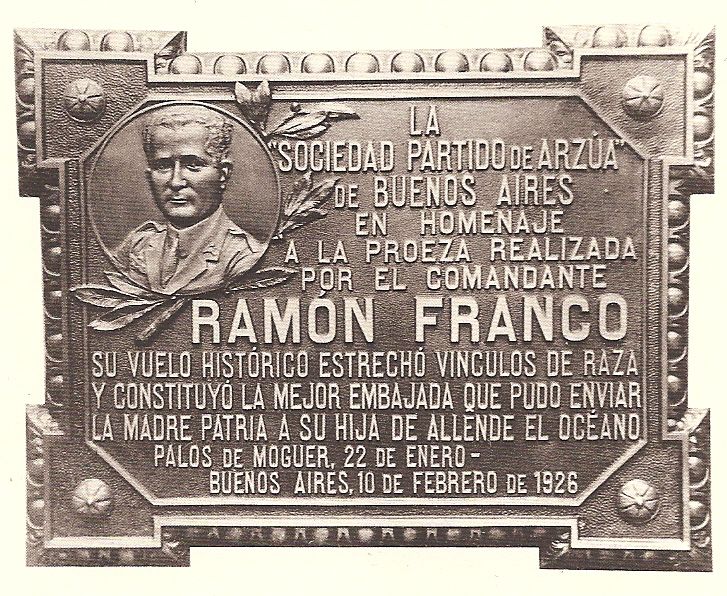 LA
"SOCIEDAD PARTIDO DE ARZÚA"
DE BUENOS AIRES
EN HOMENAJE
A LA PROEZA REALIZADA
POR EL COMANDANTE
RAMÓN FRANCO
SU VUELO HISTÓRICO ESTRECHÓ VINCULOS DE RAZA
Y CONSTITUYÓ LA MEJOR EMBAJADA QUE PUDO ENVIAR
LA MADRE PATRIA A SU HIJA DE ALLENDE EL OCÉANO
PALOS DE MOGUER, 22 DE ENERO -
BUENOS AIRES, 10 DE FEBRERO DE 1926